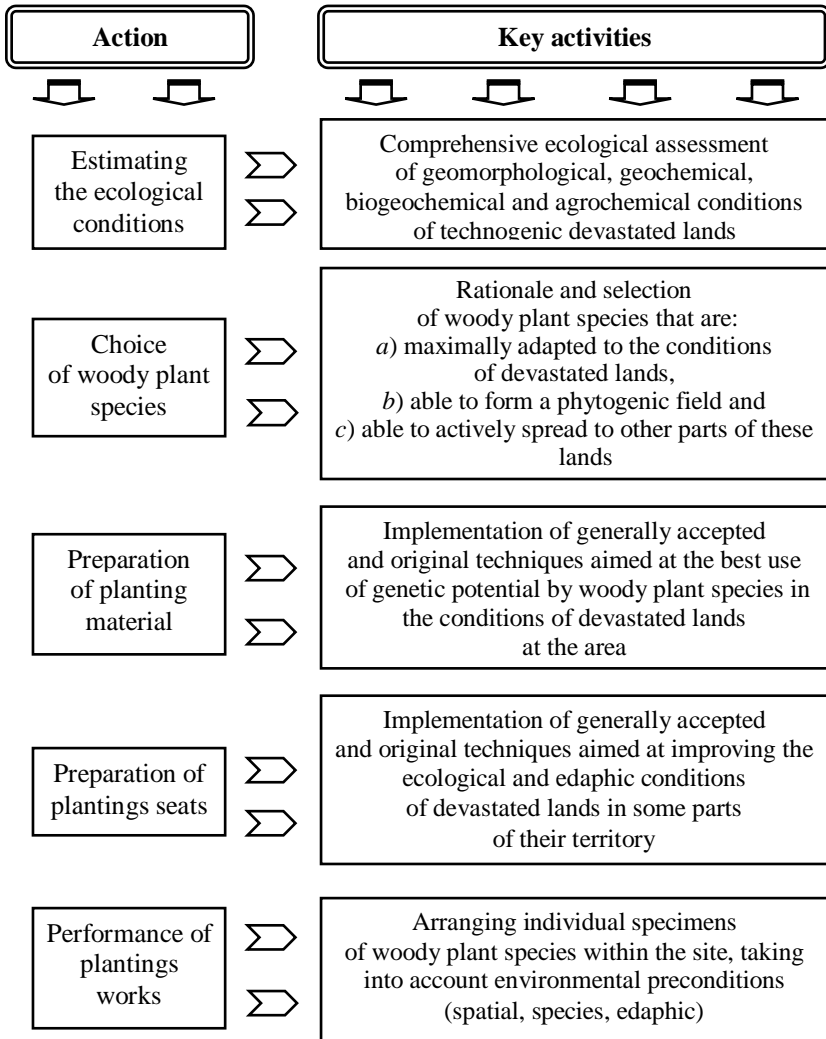 Action
Key activities
Estimating
the ecological
conditions
Comprehensive ecological assessment
of geomorphological, geochemical,
biogeochemical and agrochemical conditions
of technogenic devastated lands
Choice
of woody plant
species
Rationale and selection
of woody plant species that are:
a) maximally adapted to the conditions
of devastated lands,
b) able to form a phytogenic field and
c) able to actively spread to other parts of these
lands
Preparation
of planting
material
Implementation of generally accepted
and original techniques aimed at the best use
of genetic potential by woody plant species in
the conditions of devastated lands
at the area
Preparation of
plantings seats
Implementation of generally accepted
and original techniques aimed at improving the
ecological and edaphic conditions
of devastated lands in some parts
of their territory
Performance of
plantings
works
Arranging individual specimens
of woody plant species within the site, taking
into account environmental preconditions
(spatial, species, edaphic)